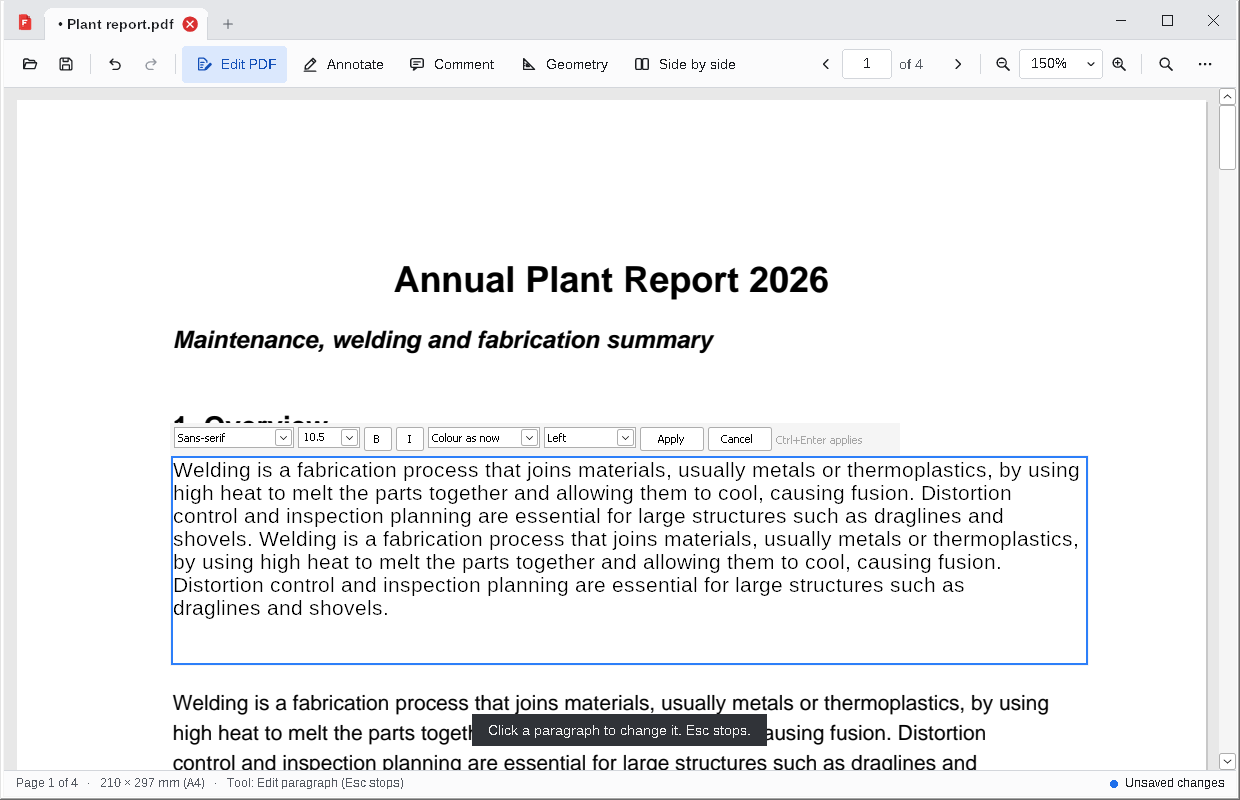 • Plant report.pdf
Edit PDF Annotate Comment Geometry Side by side 1 of 4 150%
Annual Plant Report 2026
Maintenance, welding and fabrication summary
1. Overview
Sans-serif 10.5 B I Colour as now Left Apply Cancel Ctrl+Enter applies
Welding is a fabrication process that joins materials, usually metals or thermoplastics, by using
high heat to melt the parts together and allowing them to cool, causing fusion. Distortion
control and inspection planning are essential for large structures such as draglines and
shovels. Welding is a fabrication process that joins materials, usually metals or thermoplastics,
by using high heat to melt the parts together and allowing them to cool, causing fusion.
Distortion control and inspection planning are essential for large structures such as
draglines and shovels.
Welding is a fabrication process that joins materials, usually metals or thermoplastics, by using
high heat to melt the parts togeth ausing fusion. Distortion
Click a paragraph to change it. Esc stops.
control and inspection planning are essential for large structures such as draglines and
Page 1 of 4 · 210 × 297 mm (A4) · Tool: Edit paragraph (Esc stops) Unsaved changes